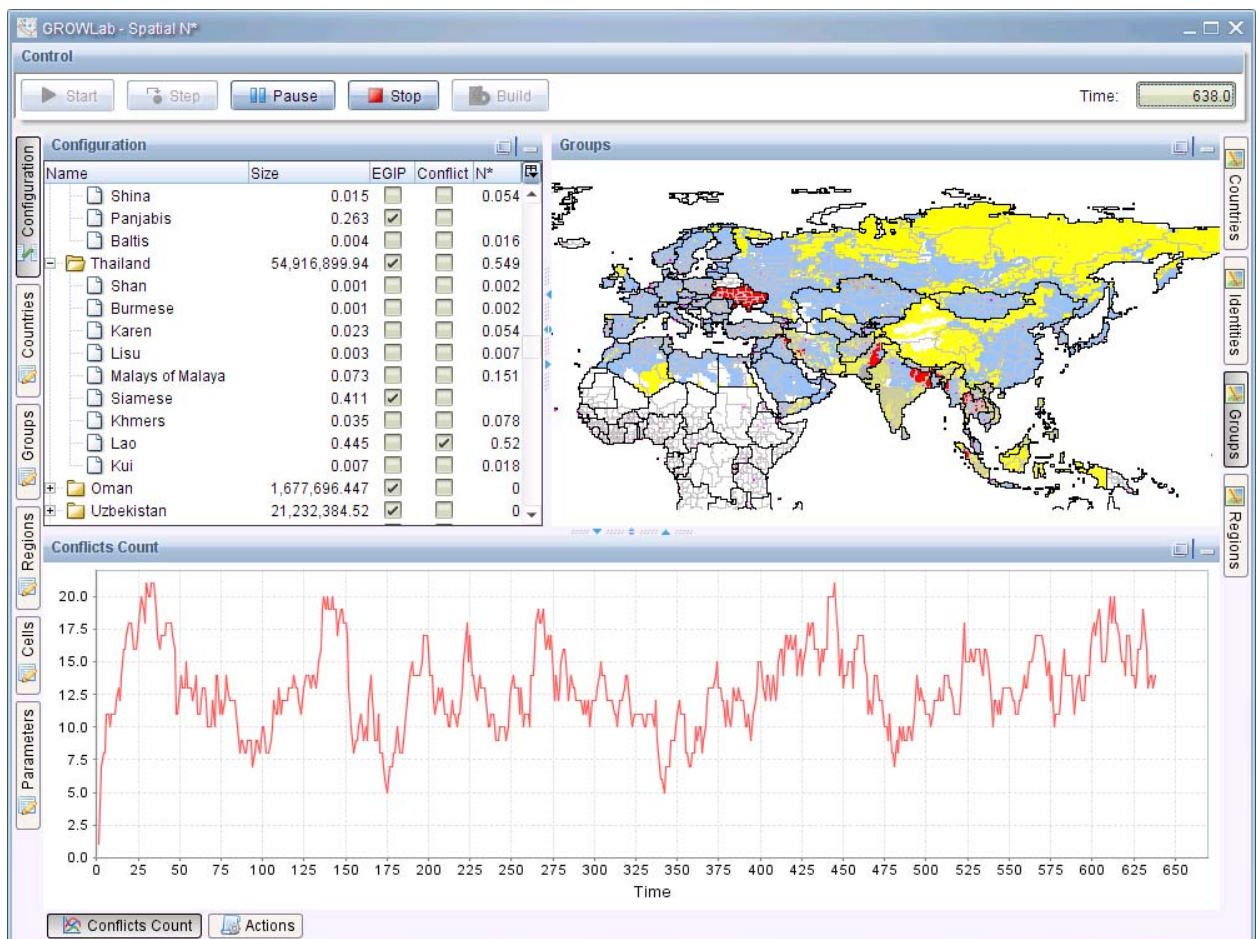 GROWLab - Spatial N*
Control
Start Step Pause Stop Build Time: 638.0
Configuration
Countries
Groups
Regions
Cells
Parameters
Configuration
Name Size EGIP Conflict N*
Shina 0.015 0.054
Panjabis 0.263
Baltis 0.004 0.016
Thailand 54,916,899.94 0.549
Shan 0.001 0.002
Burmese 0.001 0.002
Karen 0.023 0.054
Lisu 0.003 0.007
Malays of Malaya 0.073 0.151
Siamese 0.411
Khmers 0.035 0.078
Lao 0.445 0.52
Kui 0.007 0.018
Oman 1,677,696.447 0
Uzbekistan 21,232,384.52 0
Groups
Countries
Identities
Groups
Regions
Conflicts Count
20.0
17.5
15.0
12.5
10.0
7.5
5.0
2.5
0.0
0 25 50 75 100 125 150 175 200 225 250 275 300 325 350 375 400 425 450 475 500 525 550 575 600 625 650
Time
Conflicts Count Actions